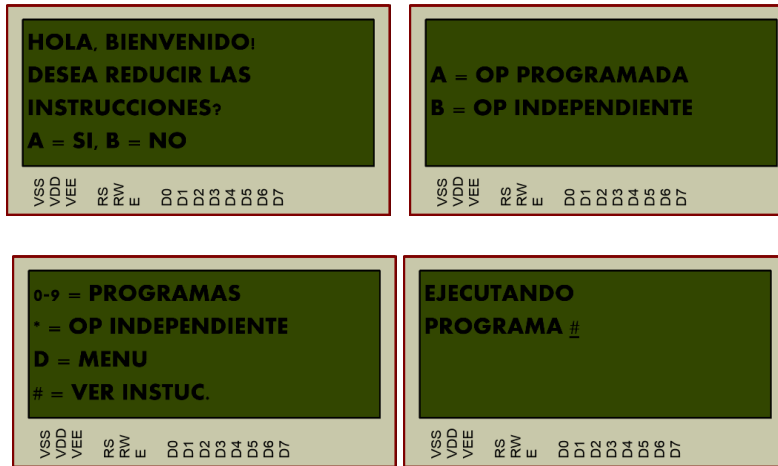 HOLA, BIENVENIDO!
DESEA REDUCIR LAS
INSTRUCCIONES?
A = SI, B = NO
VSS VDD VEE RS RW E D0 D1 D2 D3 D4 D5 D6 D7
A = OP PROGRAMADA
B = OP INDEPENDIENTE
VSS VDD VEE RS RW E D0 D1 D2 D3 D4 D5 D6 D7
0-9 = PROGRAMAS
* = OP INDEPENDIENTE
D = MENU
# = VER INSTUC.
VSS VDD VEE RS RW E D0 D1 D2 D3 D4 D5 D6 D7
EJECUTANDO
PROGRAMA #
VSS VDD VEE RS RW E D0 D1 D2 D3 D4 D5 D6 D7